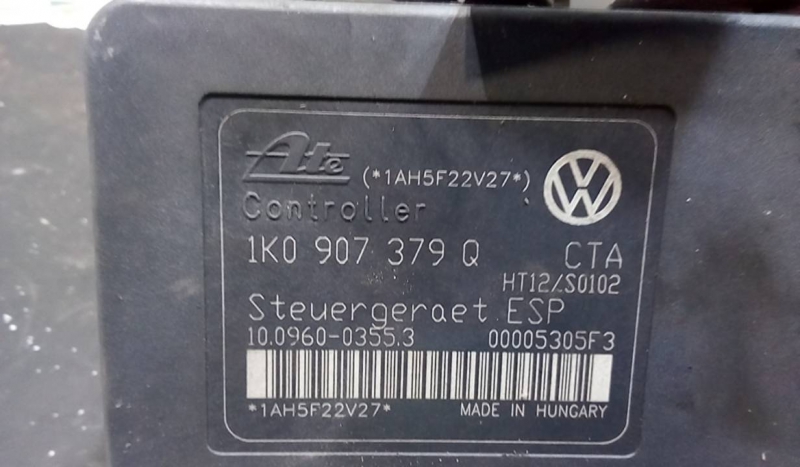 Ate (*1AH5F22V27*)
Controller
1K0 907 379 Q CTA
HT12/S0102
Steuergeraet ESP
10.0960-0355.3 00005305F3
*1AH5F22V27* MADE IN HUNGARY